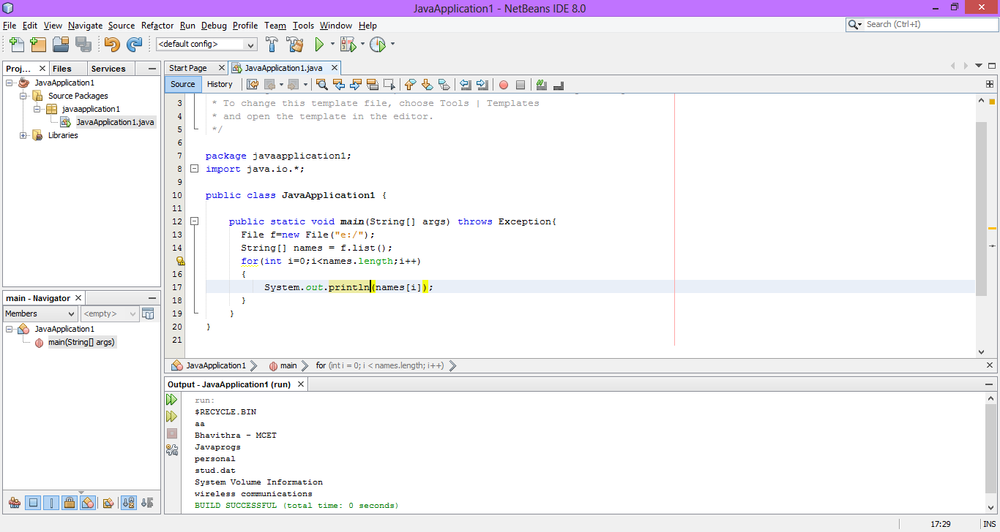 JavaApplication1 - NetBeans IDE 8.0
File Edit View Navigate Source Refactor Run Debug Profile Team Tools Window Help
Search (Ctrl+I)
<default config>
Proj... Files Services
JavaApplication1
Source Packages
javaapplication1
JavaApplication1.java
Libraries
main - Navigator
Members <empty>
JavaApplication1
main(String[] args)
Start Page JavaApplication1.java
Source History
3 * To change this template file, choose Tools | Templates
4 * and open the template in the editor.
5 */
6
7 package javaapplication1;
8 import java.io.*;
9
10 public class JavaApplication1 {
11
12 public static void main(String[] args) throws Exception{
13 File f=new File("e:/");
14 String[] names = f.list();
for(int i=0;i<names.length;i++)
16 {
17 System.out.println(names[i]);
18 }
19 }
20 }
21
JavaApplication1 main for (int i = 0; i < names.length; i++)
Output - JavaApplication1 (run)
run:
$RECYCLE.BIN
aa
Bhavithra - MCET
Javaprogs
personal
stud.dat
System Volume Information
wireless communications
BUILD SUCCESSFUL (total time: 0 seconds)
17:29 INS